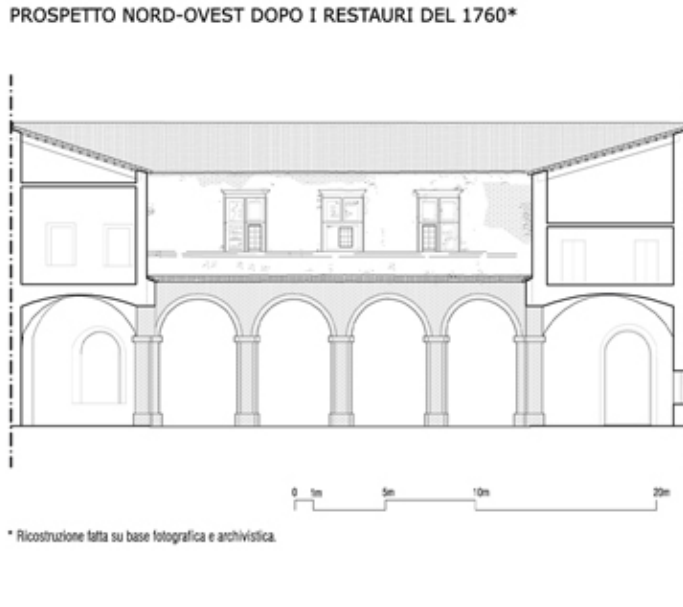 PROSPETTO NORD-OVEST DOPO I RESTAURI DEL 1760*
0 1m 5m 10m 20m
* Ricostruzione fatta su base fotografica e archivistica.